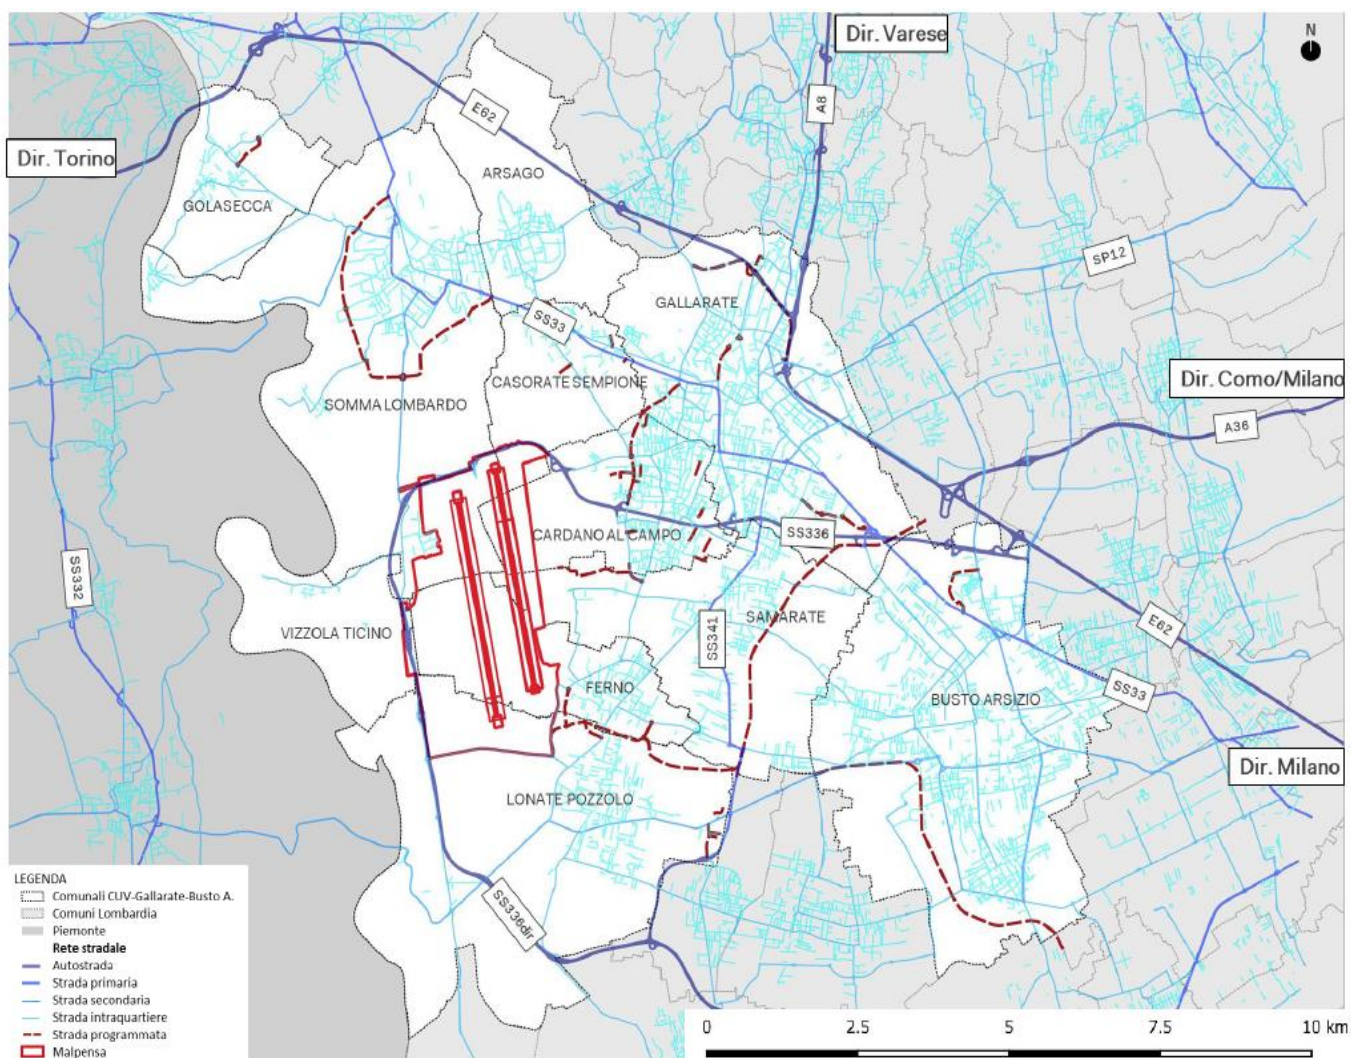 Dir. Varese
N
E62
A8
Dir. Torino
ARSAGO
GOLASECCA
SP12
GALLARATE
SS33
Dir. Como/Milano
CASORATE SEMPIONE
SOMMA LOMBARDO
A36
CARDANO AL CAMPO
SS336
SS332
VIZZOLA TICINO
SAMARATE
SS341
E62
FERNO
SS33
BUSTO ARSIZIO
Dir. Milano
LONATE POZZOLO
SS336dir
LEGENDA
Comunali CUV-Gallarate-Busto A.
Comuni Lombardia
Piemonte
Rete stradale
Autostrada
Strada primaria
Strada secondaria
Strada intraquartiere
Strada programmata
Malpensa
0 2.5 5 7.5 10 km